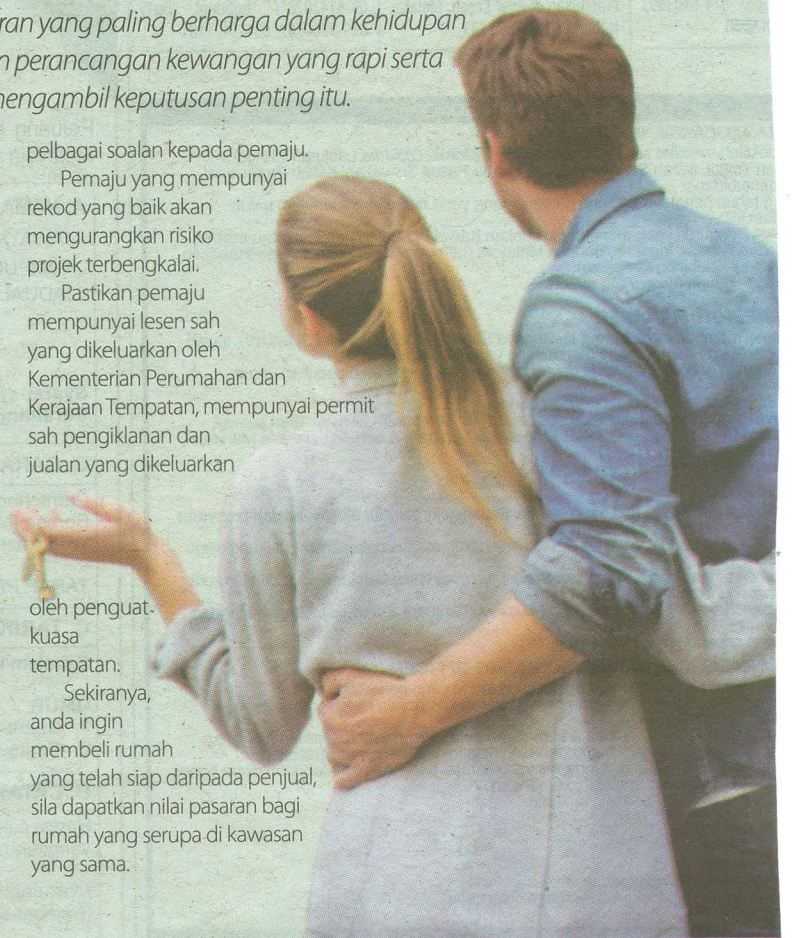 yang paling berharga dalam kehidupan
perancangan kewangan yang rapi serta
mengambil keputusan penting itu.
pelbagai soalan kepada pemaju.
Pemaju yang mempunyai
rekod yang baik akan
mengurangkan risiko
projek terbengkalai.
Pastikan pemaju
mempunyai lesen sah
yang dikeluarkan oleh
Kementerian Perumahan dan
Kerajaan Tempatan, mempunyai permit
sah pengiklanan dan
jualan yang dikeluarkan
oleh penguat-
kuasa
tempatan.
Sekiranya,
anda ingin
membeli rumah
yang telah siap daripada penjual,
sila dapatkan nilai pasaran bagi
rumah yang serupa di kawasan
yang sama.